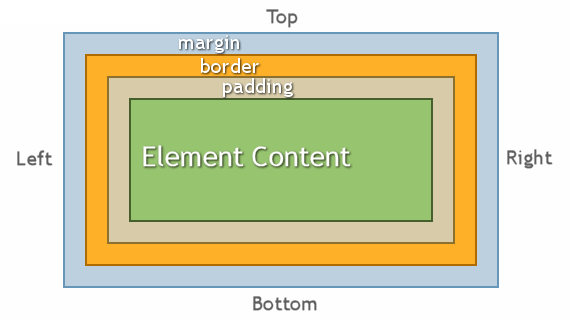 Top
margin
border
padding
Left
Element Content
Right
Bottom